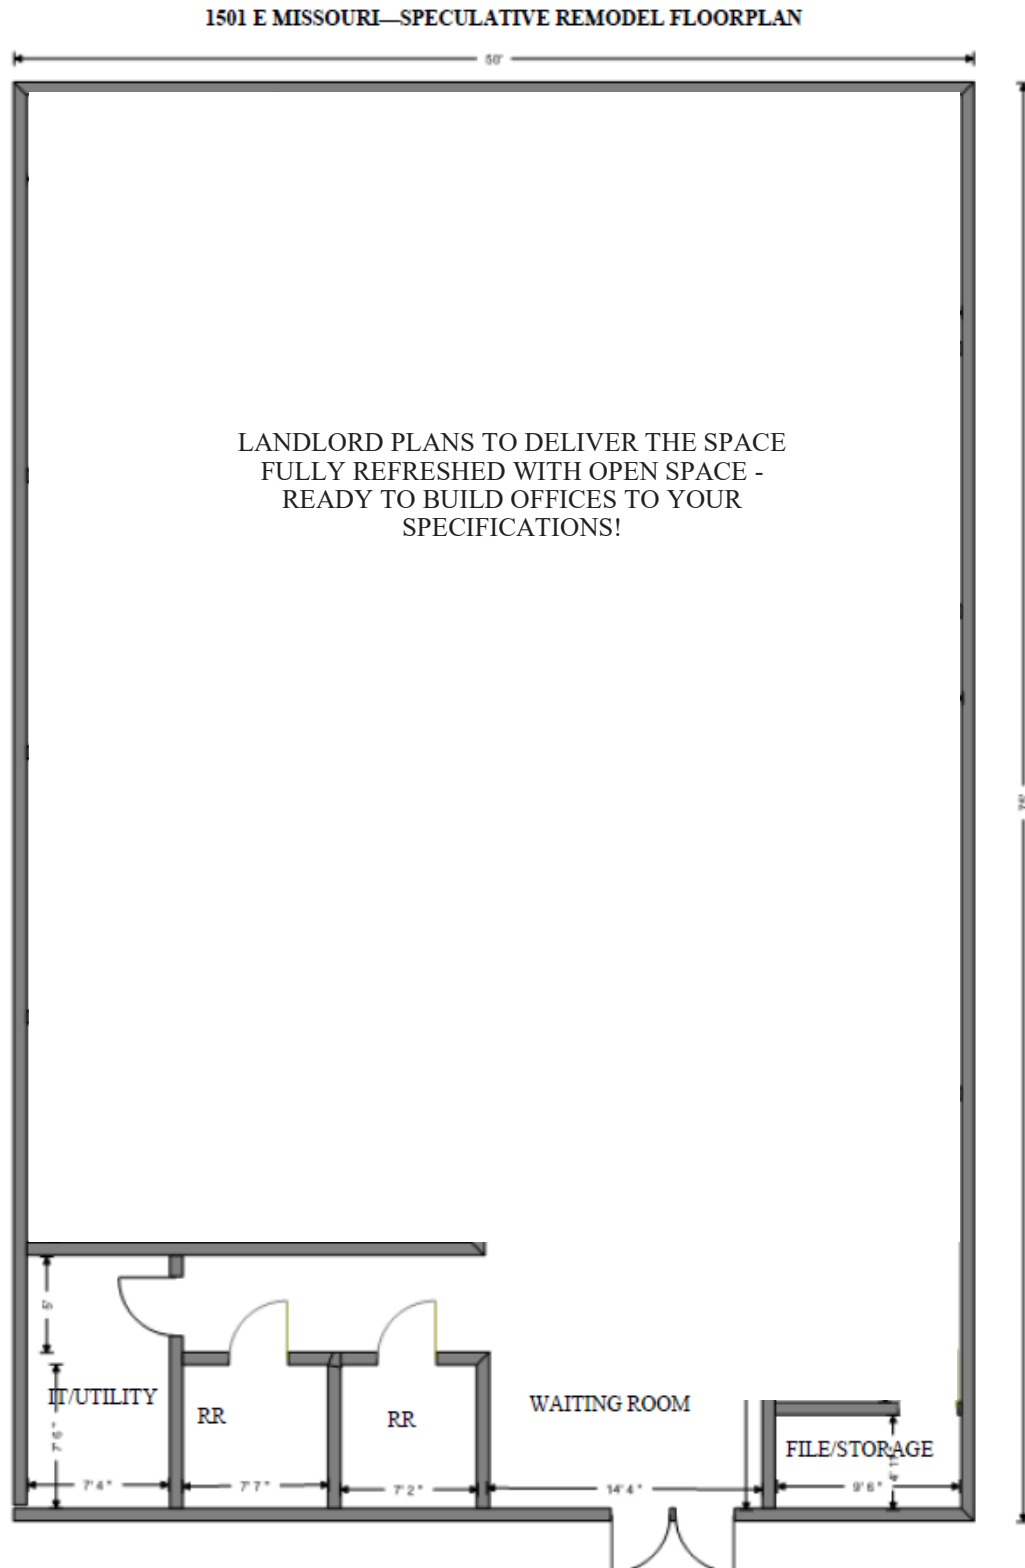 1501 E MISSOURI—SPECULATIVE REMODEL FLOORPLAN
50'
LANDLORD PLANS TO DELIVER THE SPACE
FULLY REFRESHED WITH OPEN SPACE -
READY TO BUILD OFFICES TO YOUR
SPECIFICATIONS!
5'
IT/UTILITY
RR
RR
WAITING ROOM
FILE/STORAGE
7' 6"
7' 4"
7' 7"
7' 2"
14' 4"
9' 6"